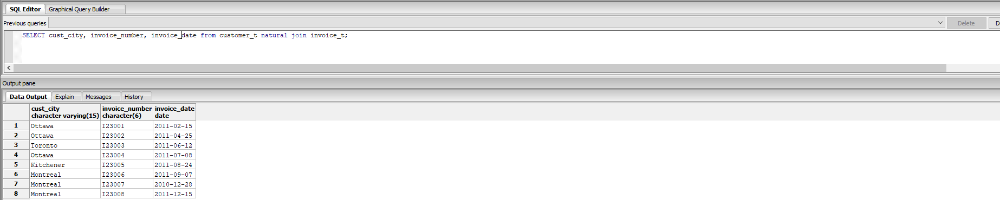 SQL Editor Graphical Query Builder
Previous queries Delete D
SELECT cust_city, invoice_number, invoice_date from customer_t natural join invoice_t;
Output pane
Data Output Explain Messages History
cust_city invoice_number invoice_date
character varying(15) character(6) date
1 Ottawa I23001 2011-02-15
2 Ottawa I23002 2011-04-25
3 Toronto I23003 2011-06-12
4 Ottawa I23004 2011-07-08
5 Kitchener I23005 2011-08-24
6 Montreal I23006 2011-09-07
7 Montreal I23007 2010-12-28
8 Montreal I23008 2011-12-15